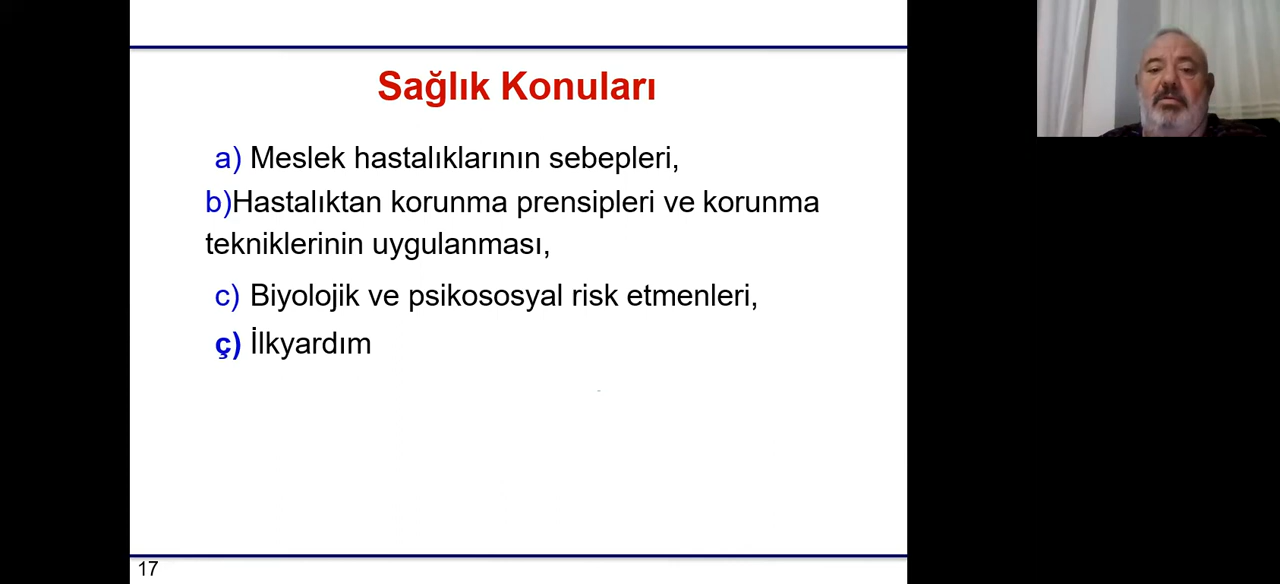 Sağlık Konuları
a) Meslek hastalıklarının sebepleri,
b)Hastalıktan korunma prensipleri ve korunma
tekniklerinin uygulanması,
c) Biyolojik ve psikososyal risk etmenleri,
ç) İlkyardım
17